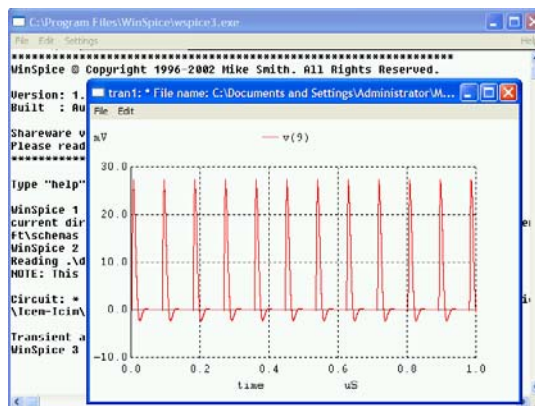 C:\Program Files\WinSpice\wspice3.exe
File Edit Settings Help
***********************************************************************
WinSpice © Copyright 1996-2002 Mike Smith. All Rights Reserved.
Version: 1.
Built : Au
Shareware v
Please read
Type "help"
WinSpice 1
current dir
ft\schemas
WinSpice 2
Reading .\d
NOTE: This
Circuit: *
\Icem-Icim\
Transient a
WinSpice 3
tran1: * File name: C:\Documents and Settings\Administrator\M...
File Edit
mV
v(9)
30.0
20.0
10.0
0.0
-10.0
0.0 0.2 0.4 0.6 0.8 1.0
time uS